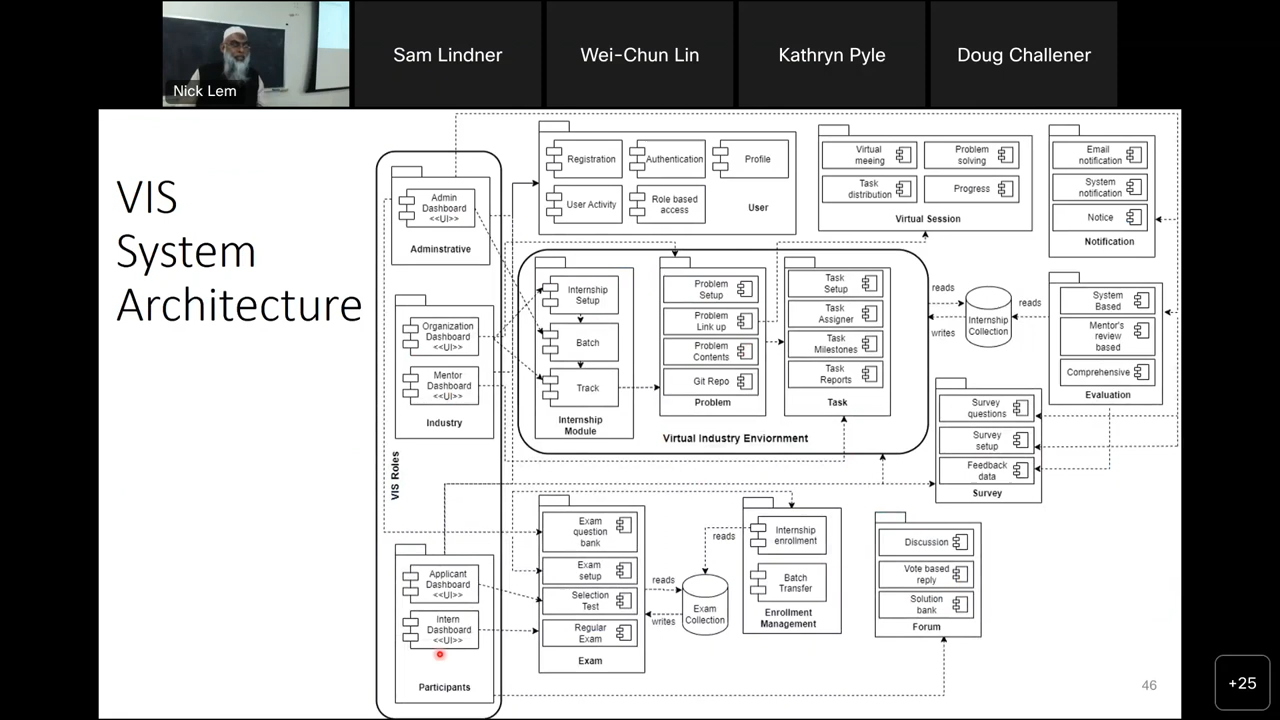 Nick Lem
Sam Lindner
Wei-Chun Lin
Kathryn Pyle
Doug Challener
VIS
System
Architecture
VIS Roles
Admin
Dashboard
<<UI>>
Adminstrative
Organization
Dashboard
<<UI>>
Mentor
Dashboard
<<UI>>
Industry
Applicant
Dashboard
<<UI>>
Intern
Dashboard
<<UI>>
Participants
Registration
Authentication
Profile
User Activity
Role based
access
User
Virtual
meeing
Problem
solving
Task
distribution
Progress
Virtual Session
Email
notification
System
notification
Notice
Notification
Internship
Setup
Batch
Track
Internship
Module
Problem
Setup
Problem
Link up
Problem
Contents
Git Repo
Problem
Task
Setup
Task
Assigner
Task
Milestones
Task
Reports
Task
Virtual Industry Enviornment
reads
writes
Internship
Collection
reads
System
Based
Mentor's
review
based
Comprehensive
Evaluation
Survey
questions
Survey
setup
Feedback
data
Survey
Exam
question
bank
Exam
setup
Selection
Test
Regular
Exam
Exam
reads
writes
Exam
Collection
reads
Internship
enrollment
Batch
Transfer
Enrollment
Management
Discussion
Vote based
reply
Solution
bank
Forum
46
+25